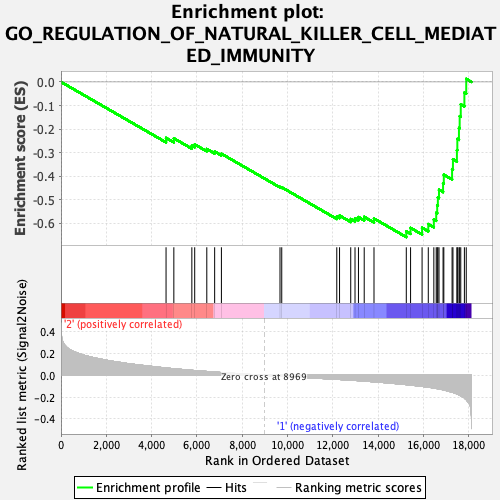 Enrichment plot:
GO_REGULATION_OF_NATURAL_KILLER_CELL_MEDIAT
ED_IMMUNITY
Enrichment score (ES)
0.0
-0.1
-0.2
-0.3
-0.4
-0.5
-0.6
Ranked list metric (Signal2Noise)
'2' (positively correlated)
0.4
0.2
0.0
-0.2
-0.4
Zero cross at 8969
'1' (negatively correlated)
0
2,000
4,000
6,000
8,000
10,000
12,000
14,000
16,000
18,000
Rank in Ordered Dataset
Enrichment profile
Hits
Ranking metric scores